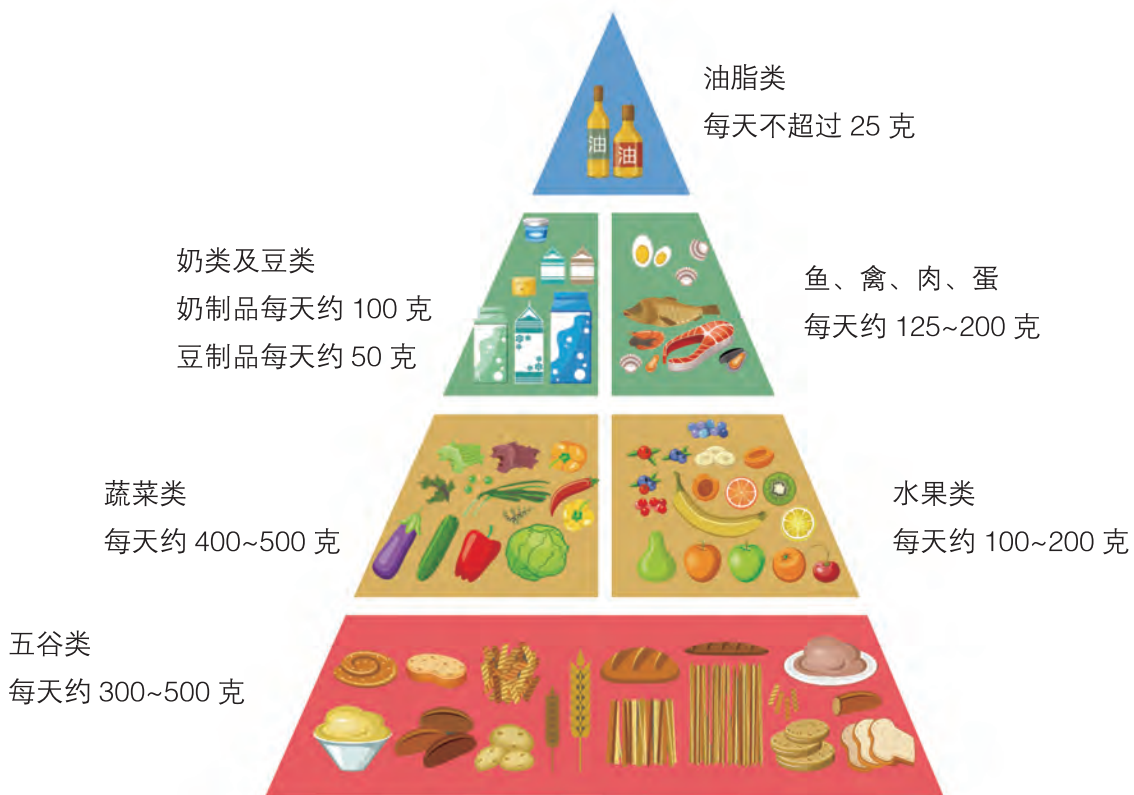 油脂类
每天不超过 25 克
油
油
奶类及豆类
奶制品每天约 100 克
豆制品每天约 50 克
鱼、禽、肉、蛋
每天约 125~200 克
蔬菜类
每天约 400~500 克
水果类
每天约 100~200 克
五谷类
每天约 300~500 克